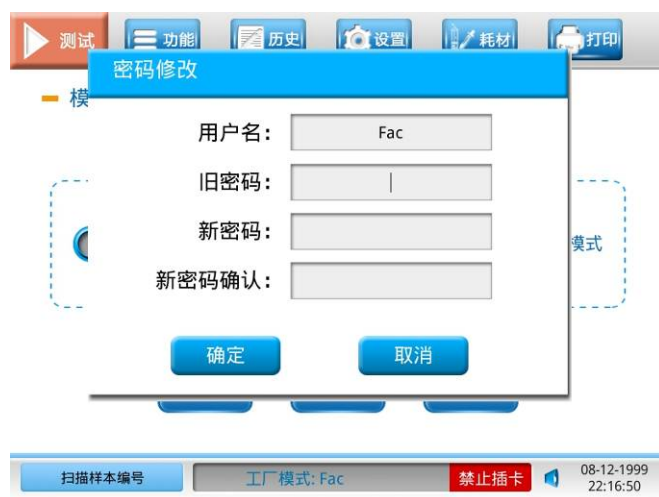 测试 功能 历史 设置 耗材 打印
密码修改
模
用户名: Fac
旧密码:
新密码:
模式
新密码确认:
确定 取消
扫描样本编号 工厂模式: Fac 禁止插卡 08-12-1999
22:16:50